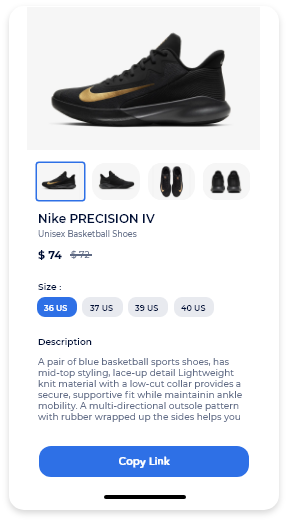 Nike PRECISION IV
Unisex Basketball Shoes
$ 74 $ 72
Size :
36 US 37 US 39 US 40 US
Description
A pair of blue basketball sports shoes, has
mid-top styling, lace-up detail Lightweight
knit material with a low-cut collar provides a
secure, supportive fit while maintainin ankle
mobility. A multi-directional outsole pattern
with rubber wrapped up the sides helps you
Copy Link